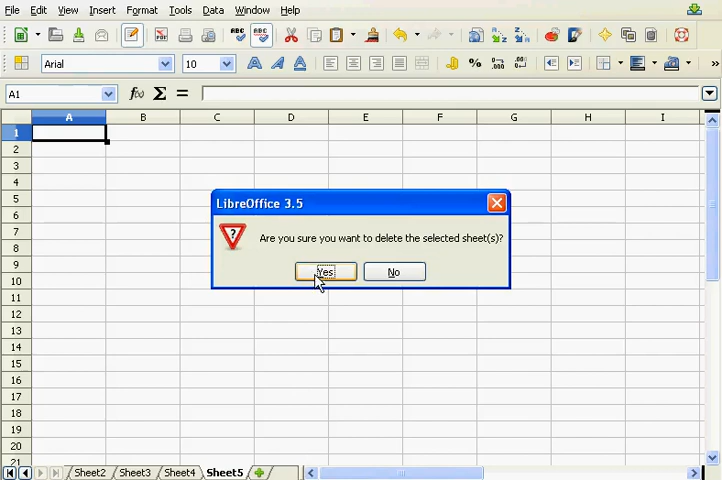 File Edit View Insert Format Tools Data Window Help
Arial 10
A1
A B C D E F G H I
1
2
3
4
5
6
7
8
9
10
11
12
13
14
15
16
17
18
19
20
21
LibreOffice 3.5
Are you sure you want to delete the selected sheet(s)?
Yes No
Sheet2 Sheet3 Sheet4 Sheet5